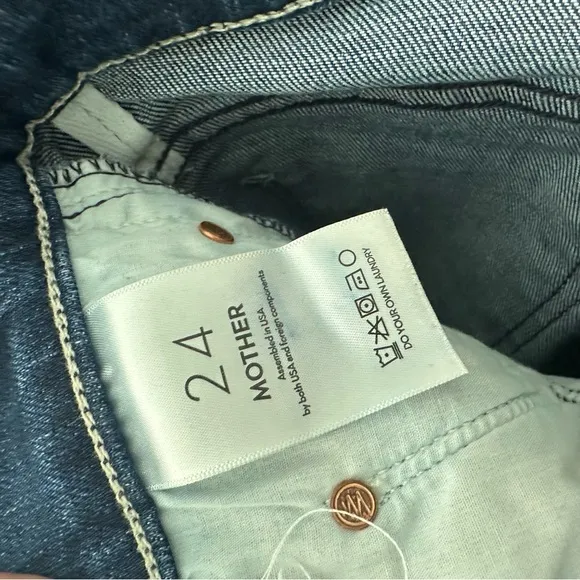 24
MOTHER
Assembled in USA
by both USA and foreign components
DO YOUR OWN LAUNDRY